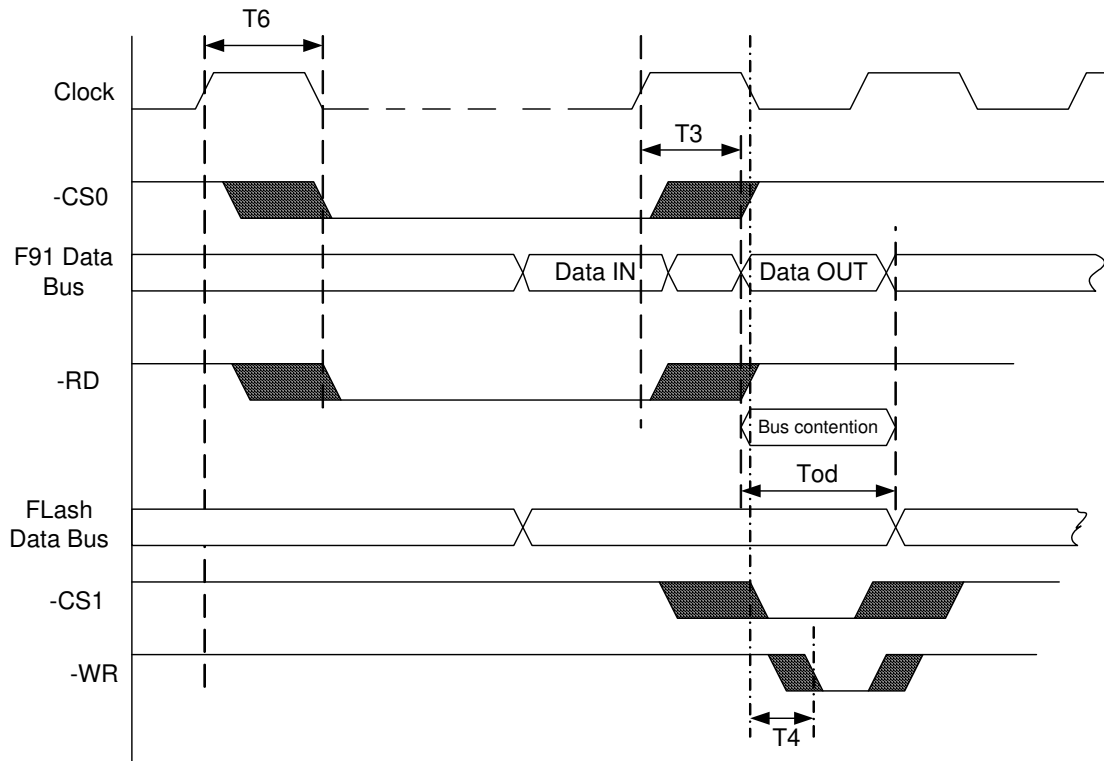 T6
Clock
T3
-CS0
F91 Data
Bus
Data IN
Data OUT
-RD
Bus contention
Tod
FLash
Data Bus
-CS1
-WR
T4